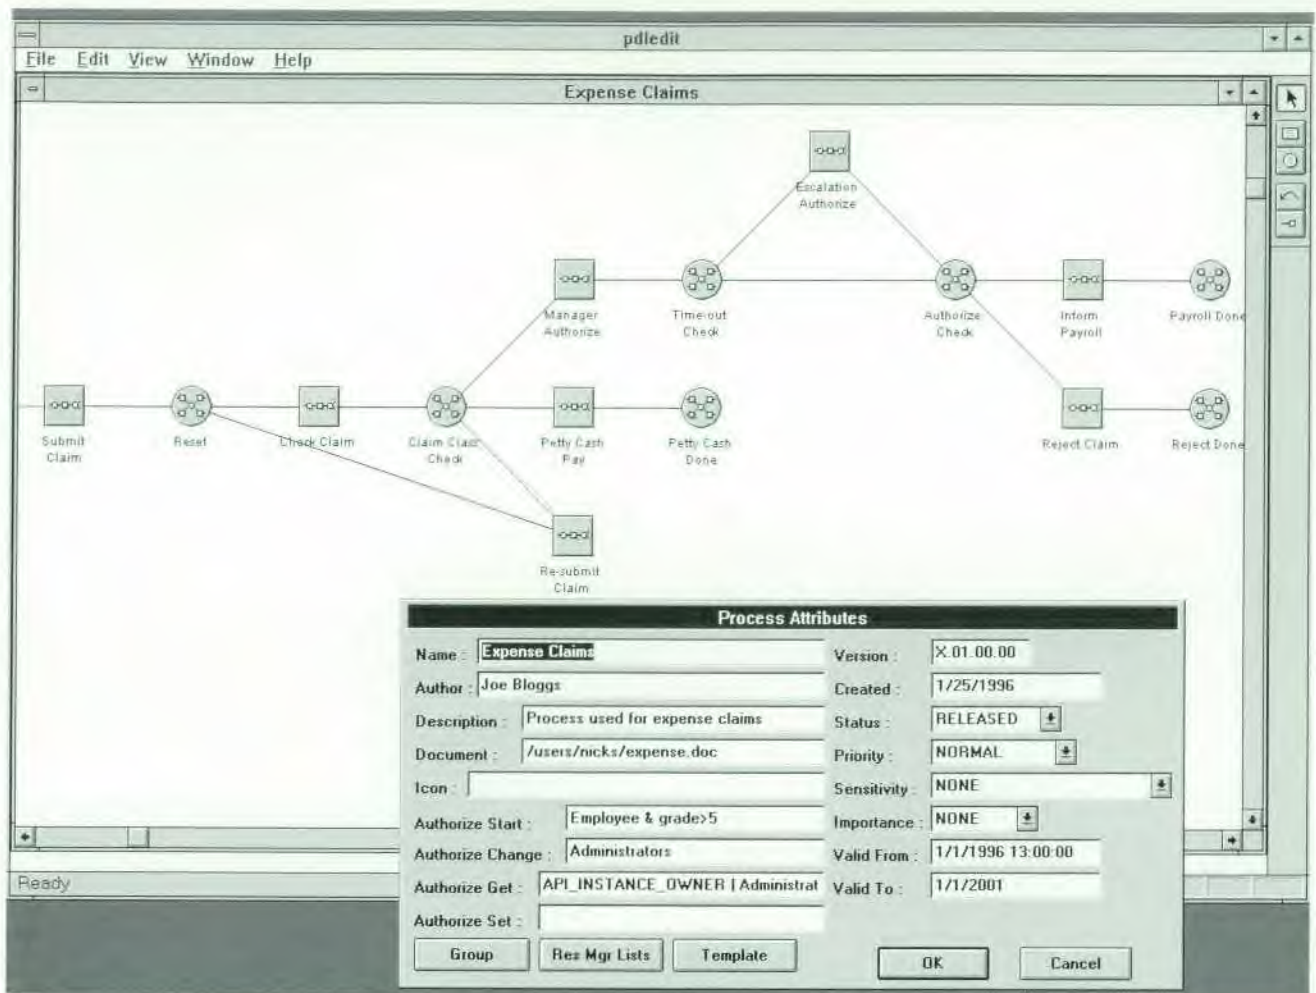 pdledit
File Edit View Window Help
Expense Claims
Escalation
Authorize
Manager
Authorize
Time-out
Check
Authorize
Check
Inform
Payroll
Payroll Done
Submit
Claim
Reset
Check Claim
Claim Class
Check
Petty Cash
Pay
Petty Cash
Done
Reject Claim
Reject Done
Re-submit
Claim
Process Attributes
Name : Expense Claims
Version : X.01.00.00
Author : Joe Bloggs
Created : 1/25/1996
Description : Process used for expense claims
Status : RELEASED
Document : /users/nicks/expense.doc
Priority : NORMAL
Icon :
Sensitivity : NONE
Authorize Start : Employee & grade>5
Importance : NONE
Authorize Change : Administrators
Valid From : 1/1/1996 13:00:00
Authorize Get : API_INSTANCE_OWNER | Administrat
Valid To : 1/1/2001
Authorize Set :
Group Res Mgr Lists Template OK Cancel
Ready